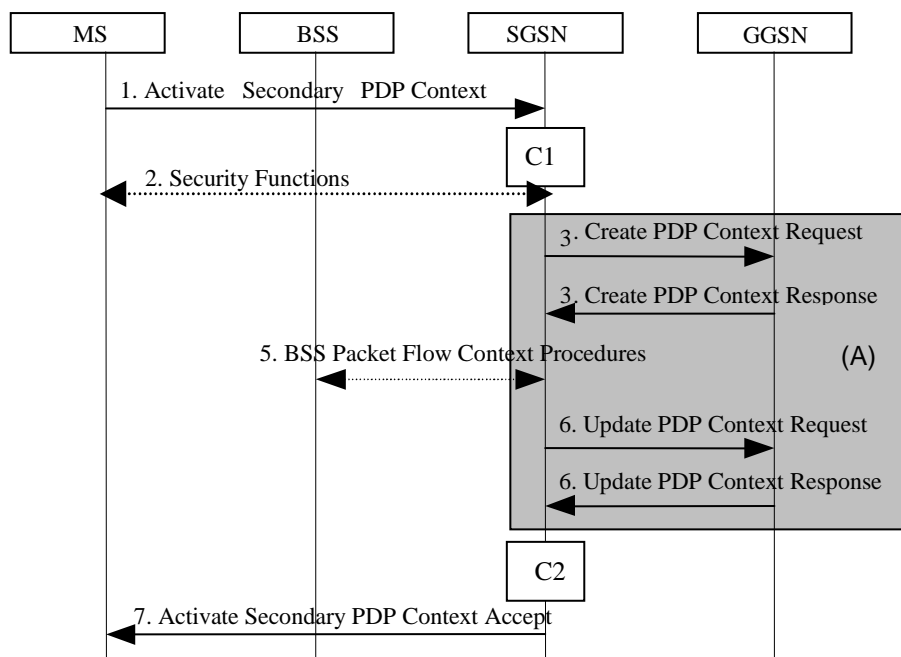 MS BSS SGSN GGSN
1. Activate Secondary PDP Context
C1
2. Security Functions
3. Create PDP Context Request
3. Create PDP Context Response
5. BSS Packet Flow Context Procedures
(A)
6. Update PDP Context Request
6. Update PDP Context Response
C2
7. Activate Secondary PDP Context Accept